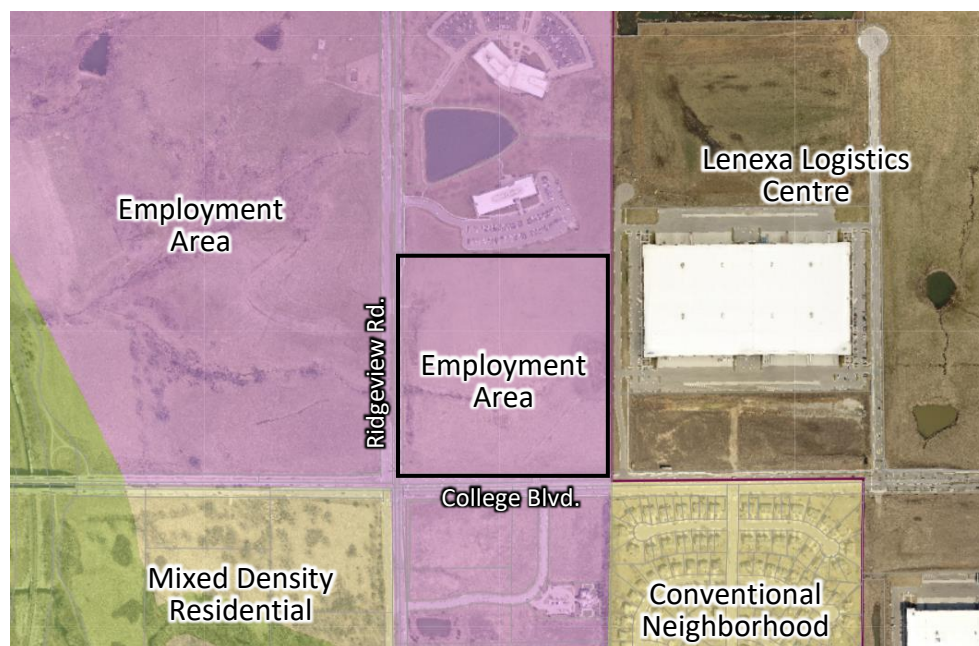 Lenexa Logistics
Centre
Employment
Area
Ridgeview Rd.
Employment
Area
College Blvd.
Mixed Density
Residential
Conventional
Neighborhood